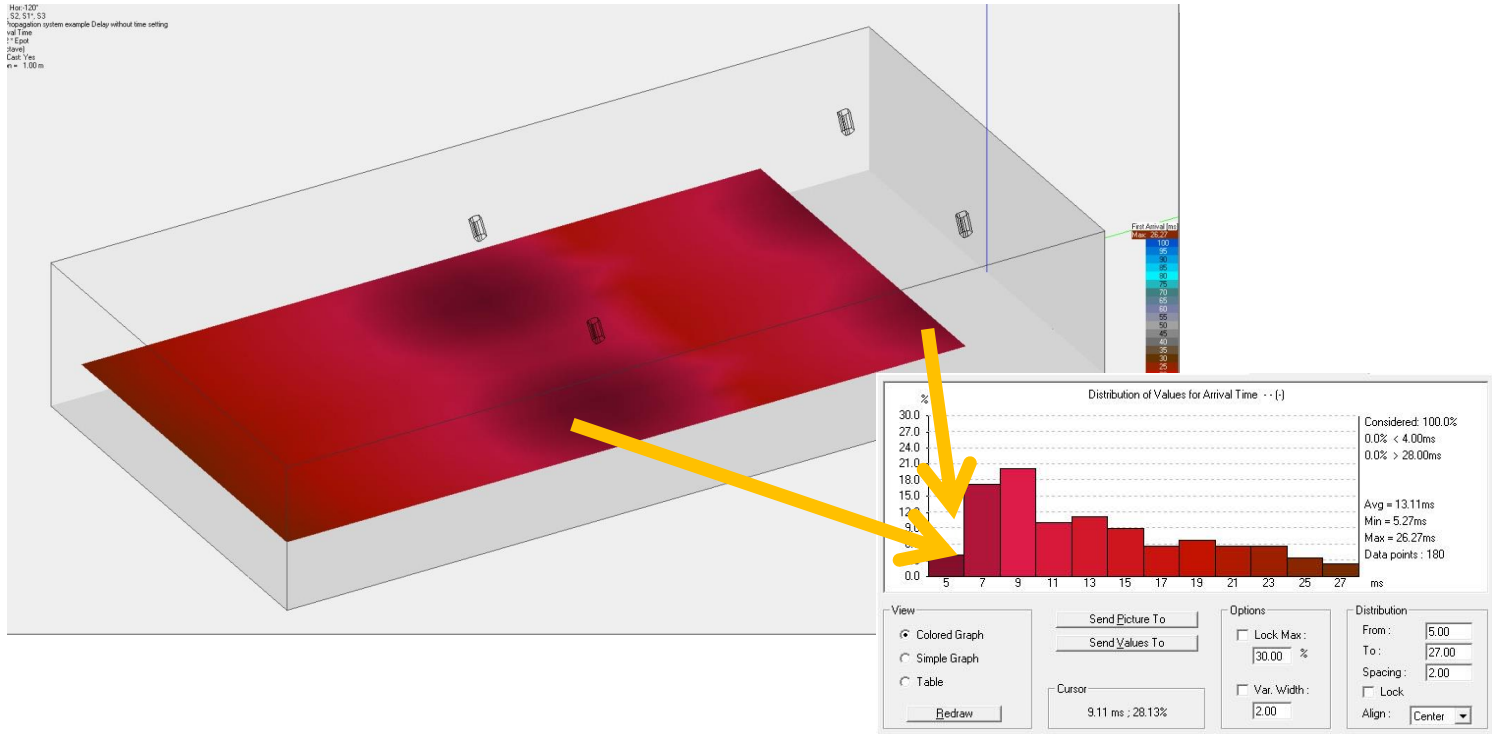 Hor:-120°
, S2, S1*, S3
Propagation system example Delay without time setting
val Time
* Epot
ctave)
Cast: Yes
n = 1.00 m
First Arrival [ms]
Max: 26.27
100
95
90
85
80
75
70
65
60
55
50
45
40
35
30
25
Distribution of Values for Arrival Time - - (-)
%
30.0
27.0
24.0
21.0
18.0
15.0
9.0
0.0
5 7 9 11 13 15 17 19 21 23 25 27 ms
Considered: 100.0%
0.0% < 4.00ms
0.0% > 28.00ms
Avg = 13.11ms
Min = 5.27ms
Max = 26.27ms
Data points : 180
View
Colored Graph
Simple Graph
Table
Redraw
Send Picture To
Send Values To
Cursor
9.11 ms ; 28.13%
Options
Lock Max :
30.00 %
Var. Width :
2.00
Distribution
From : 5.00
To : 27.00
Spacing : 2.00
Lock
Align : Center